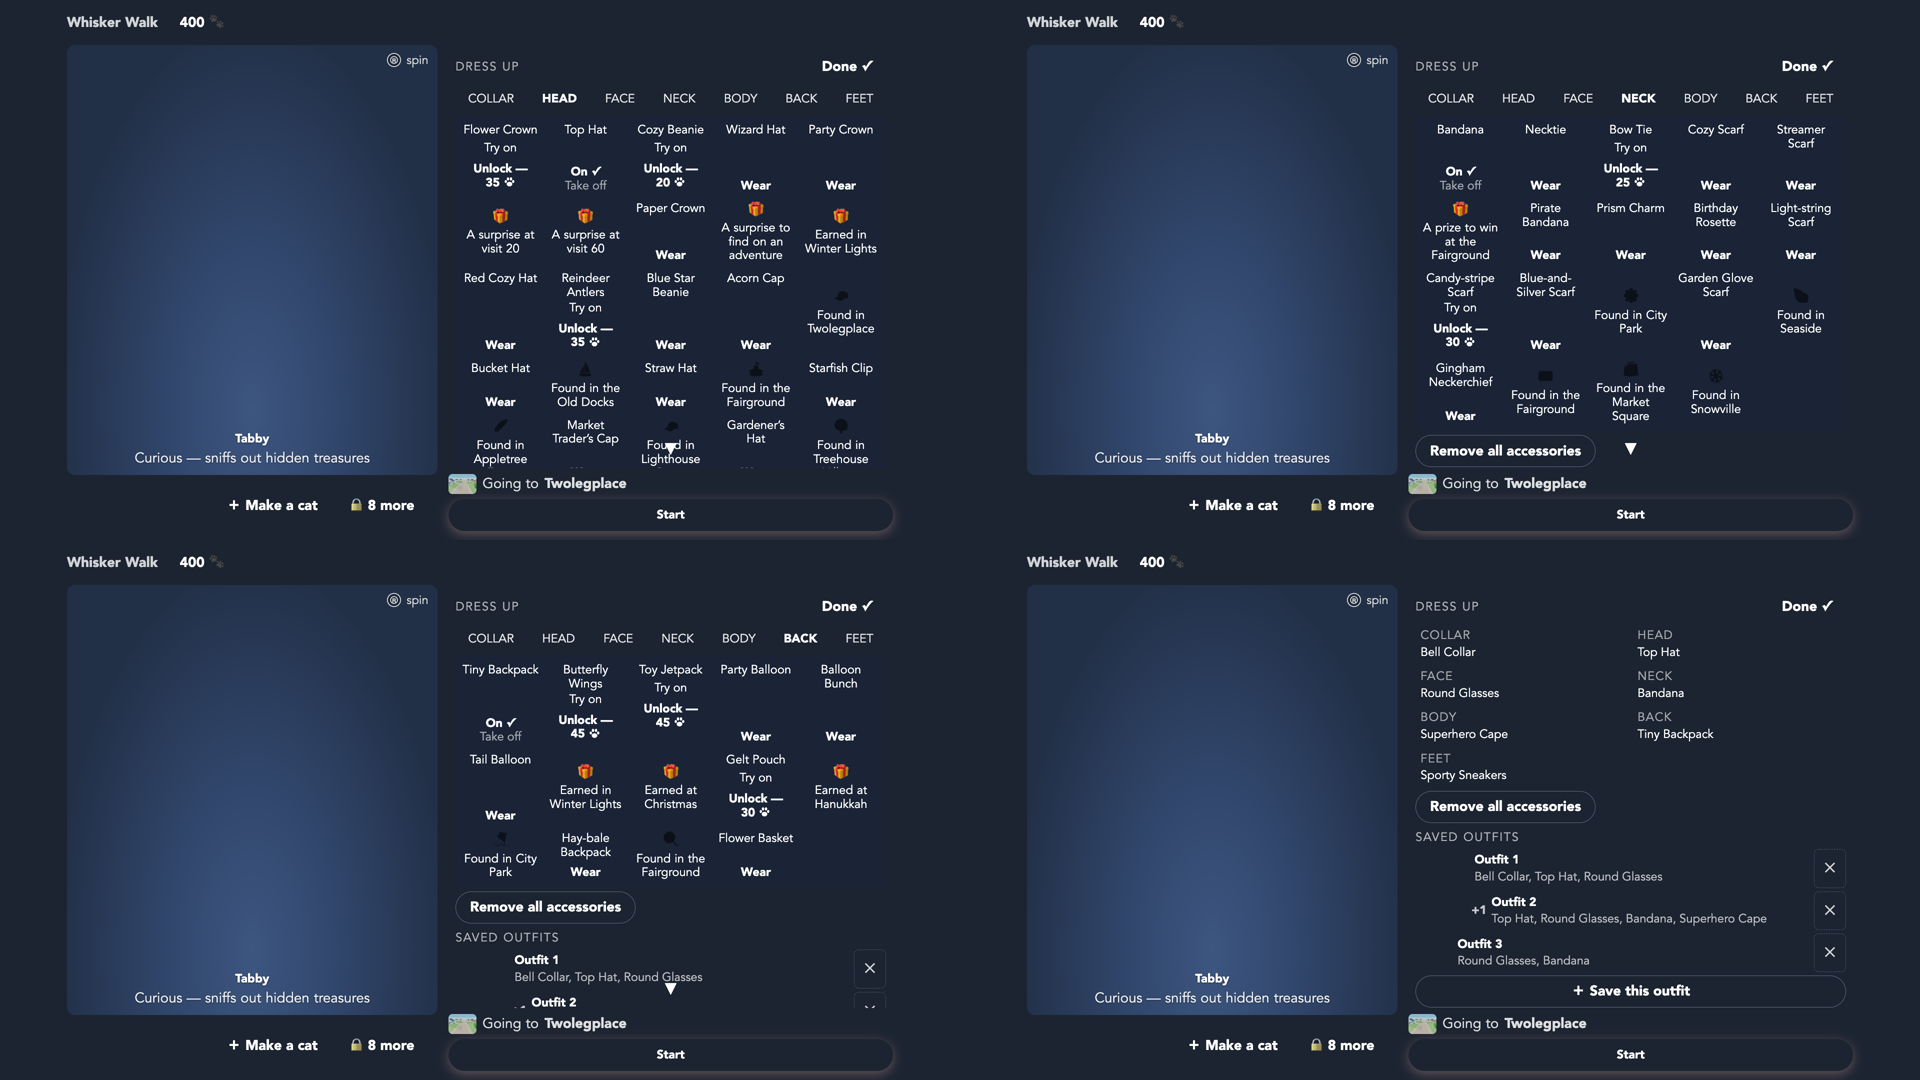 Whisker Walk 400
spin
DRESS UP Done ✓
COLLAR HEAD FACE NECK BODY BACK FEET
Flower Crown Top Hat Cozy Beanie Wizard Hat Party Crown
Try on Try on
Unlock — On ✓ Unlock —
35 Take off 20 Wear Wear
A surprise at visit 20
A surprise at visit 60
Paper Crown
Wear
A surprise to find on an adventure
Earned in Winter Lights
Red Cozy Hat
Wear
Reindeer Antlers
Try on
Unlock —
35
Blue Star Beanie
Wear
Acorn Cap
Wear
Found in Twolegplace
Bucket Hat
Wear
Found in the Old Docks
Straw Hat
Wear
Found in the Fairground
Starfish Clip
Wear
Found in Appletree
Market Trader's Cap
Found in Lighthouse
Gardener's Hat
Found in Treehouse
Tabby
Curious — sniffs out hidden treasures
+ Make a cat 8 more
Going to Twolegplace
Start
Whisker Walk 400
spin
DRESS UP Done ✓
COLLAR HEAD FACE NECK BODY BACK FEET
Bandana
On ✓
Take off
Necktie
Wear
Bow Tie
Try on
Unlock —
25
Cozy Scarf
Wear
Streamer Scarf
Wear
A prize to win at the Fairground
Pirate Bandana
Wear
Prism Charm
Wear
Birthday Rosette
Wear
Light-string Scarf
Wear
Candy-stripe Scarf
Try on
Unlock —
30
Blue-and-Silver Scarf
Wear
Found in City Park
Garden Glove Scarf
Wear
Found in Seaside
Gingham Neckerchief
Wear
Found in the Fairground
Found in the Market Square
Found in Snowville
Remove all accessories
Tabby
Curious — sniffs out hidden treasures
+ Make a cat 8 more
Going to Twolegplace
Start
Whisker Walk 400
spin
DRESS UP Done ✓
COLLAR HEAD FACE NECK BODY BACK FEET
Tiny Backpack
On ✓
Take off
Butterfly Wings
Try on
Unlock —
45
Toy Jetpack
Try on
Unlock —
45
Party Balloon
Wear
Balloon Bunch
Wear
Tail Balloon
Wear
Earned in Winter Lights
Earned at Christmas
Gelt Pouch
Try on
Unlock —
30
Earned at Hanukkah
Found in City Park
Hay-bale Backpack
Wear
Found in the Fairground
Flower Basket
Wear
Remove all accessories
SAVED OUTFITS
Outfit 1
Bell Collar, Top Hat, Round Glasses
Outfit 2
Tabby
Curious — sniffs out hidden treasures
+ Make a cat 8 more
Going to Twolegplace
Start
Whisker Walk 400
spin
DRESS UP Done ✓
COLLAR HEAD
Bell Collar Top Hat
FACE NECK
Round Glasses Bandana
BODY BACK
Superhero Cape Tiny Backpack
FEET
Sporty Sneakers
Remove all accessories
SAVED OUTFITS
Outfit 1
Bell Collar, Top Hat, Round Glasses
+1 Outfit 2
Top Hat, Round Glasses, Bandana, Superhero Cape
Outfit 3
Round Glasses, Bandana
+ Save this outfit
Tabby
Curious — sniffs out hidden treasures
+ Make a cat 8 more
Going to Twolegplace
Start